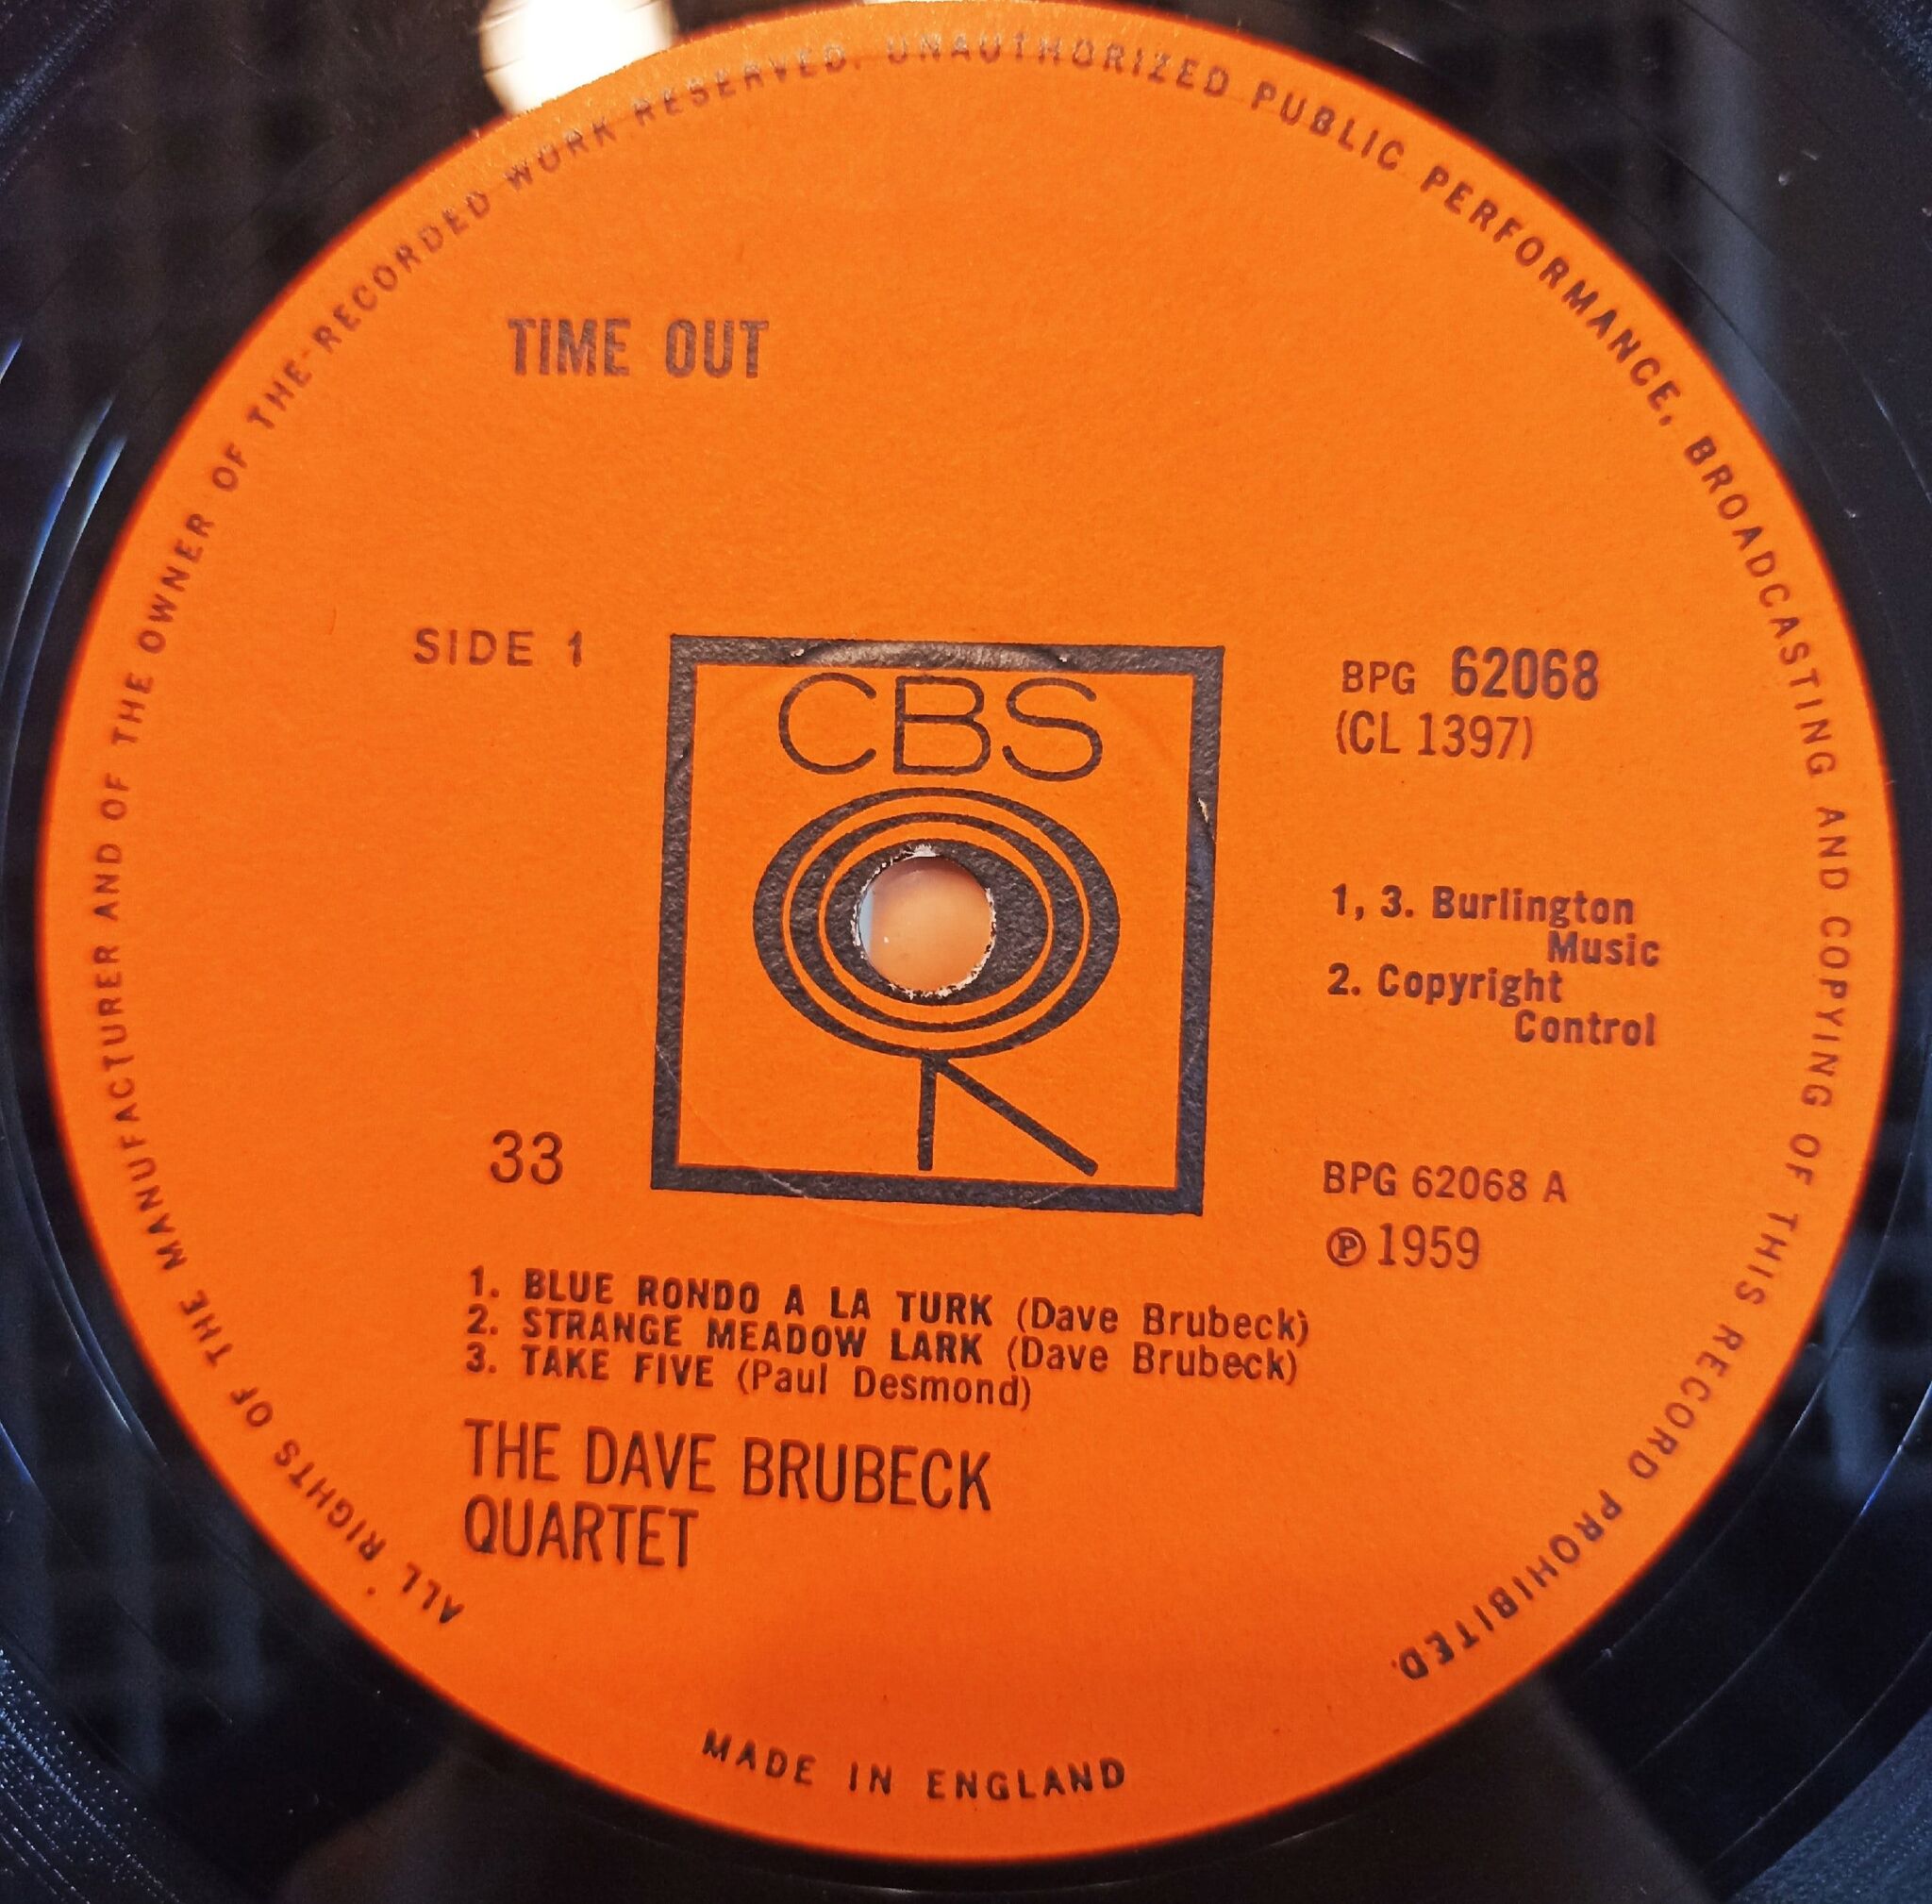 ALL RIGHTS OF THE MANUFACTURER AND OF THE OWNER OF THE-RECORDED WORK RESERVED. UNAUTHORIZED PUBLIC PERFORMANCE, BROADCASTING AND COPYING OF THIS RECORD PROHIBITED.
TIME OUT
SIDE 1
CBS
BPG 62068
(CL 1397)
1, 3. Burlington
Music
2. Copyright
Control
33
BPG 62068 A
Ⓟ 1959
1. BLUE RONDO A LA TURK (Dave Brubeck)
2. STRANGE MEADOW LARK (Dave Brubeck)
3. TAKE FIVE (Paul Desmond)
THE DAVE BRUBECK
QUARTET
MADE IN ENGLAND